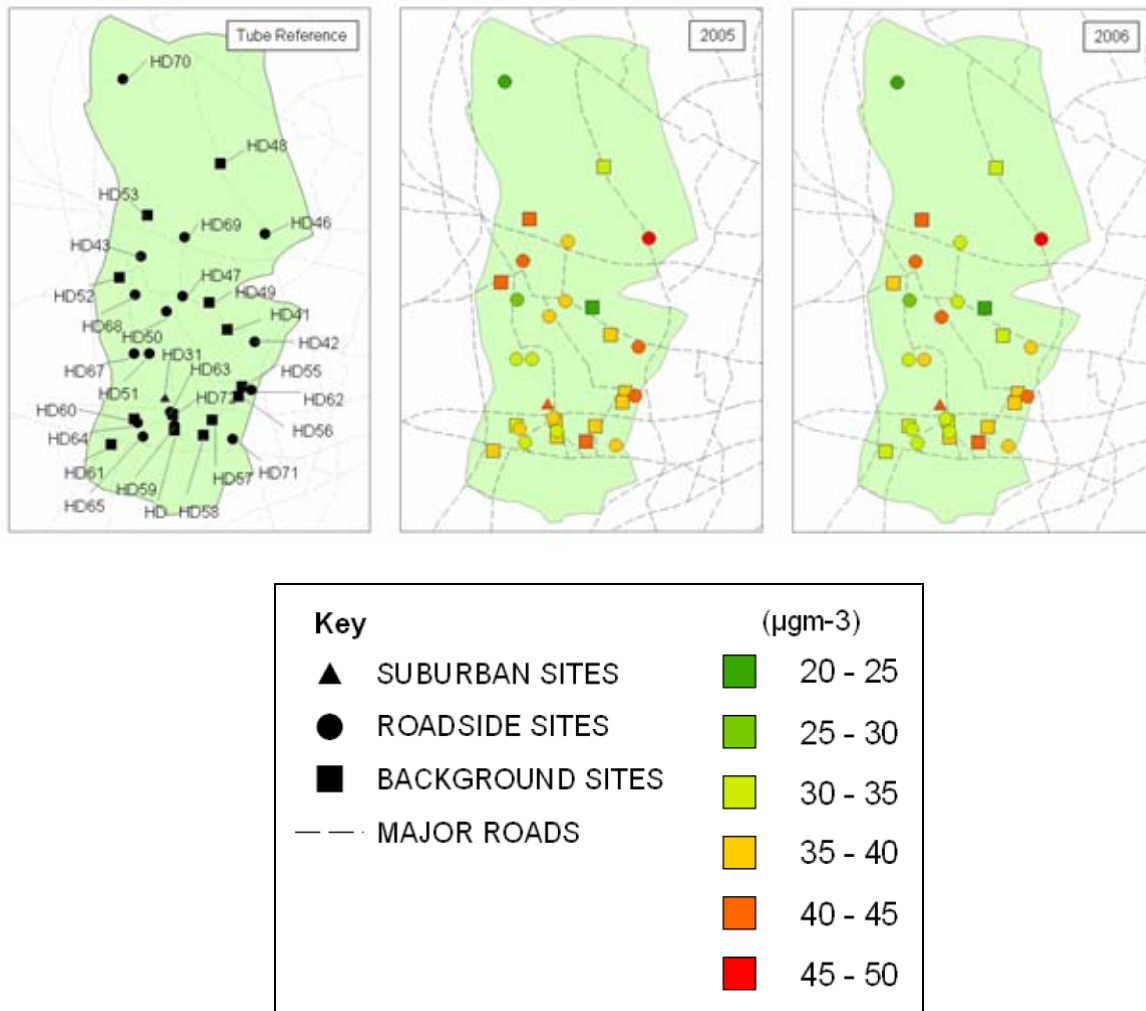 Tube Reference
HD70
HD48
HD53
HD69
HD46
HD43
HD47
HD49
HD52
HD41
HD68
HD50
HD42
HD31
HD63
HD55
HD67
HD51
HD62
HD60
HD56
HD64
HD61
HD57
HD71
HD59
HD65
HD
HD58
2005
2006
Key
(µgm-3)
SUBURBAN SITES
20 - 25
ROADSIDE SITES
25 - 30
BACKGROUND SITES
30 - 35
MAJOR ROADS
35 - 40
40 - 45
45 - 50